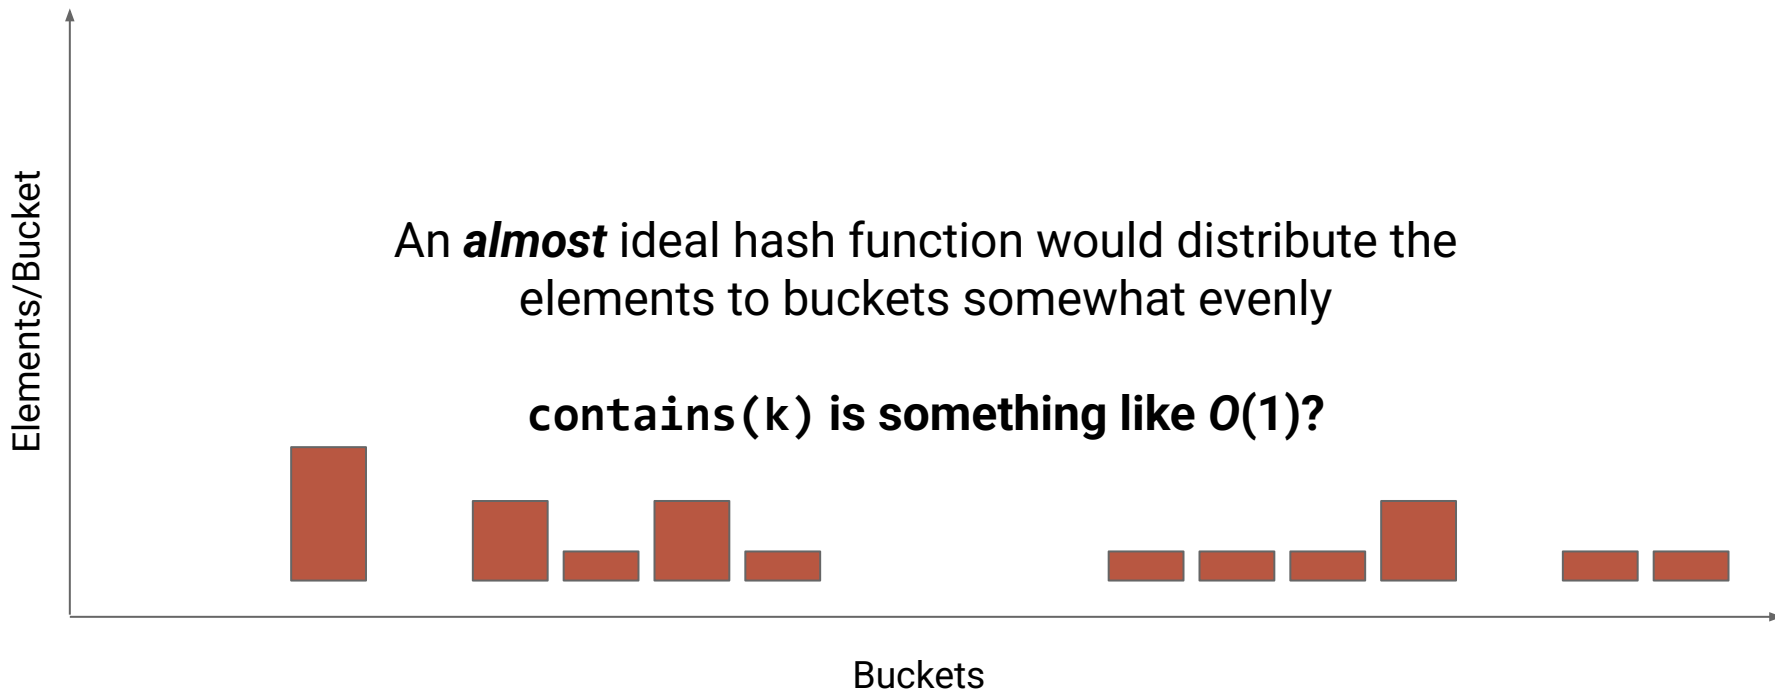 Elements/Bucket
An almost ideal hash function would distribute the
elements to buckets somewhat evenly
contains(k) is something like O(1)?
Buckets